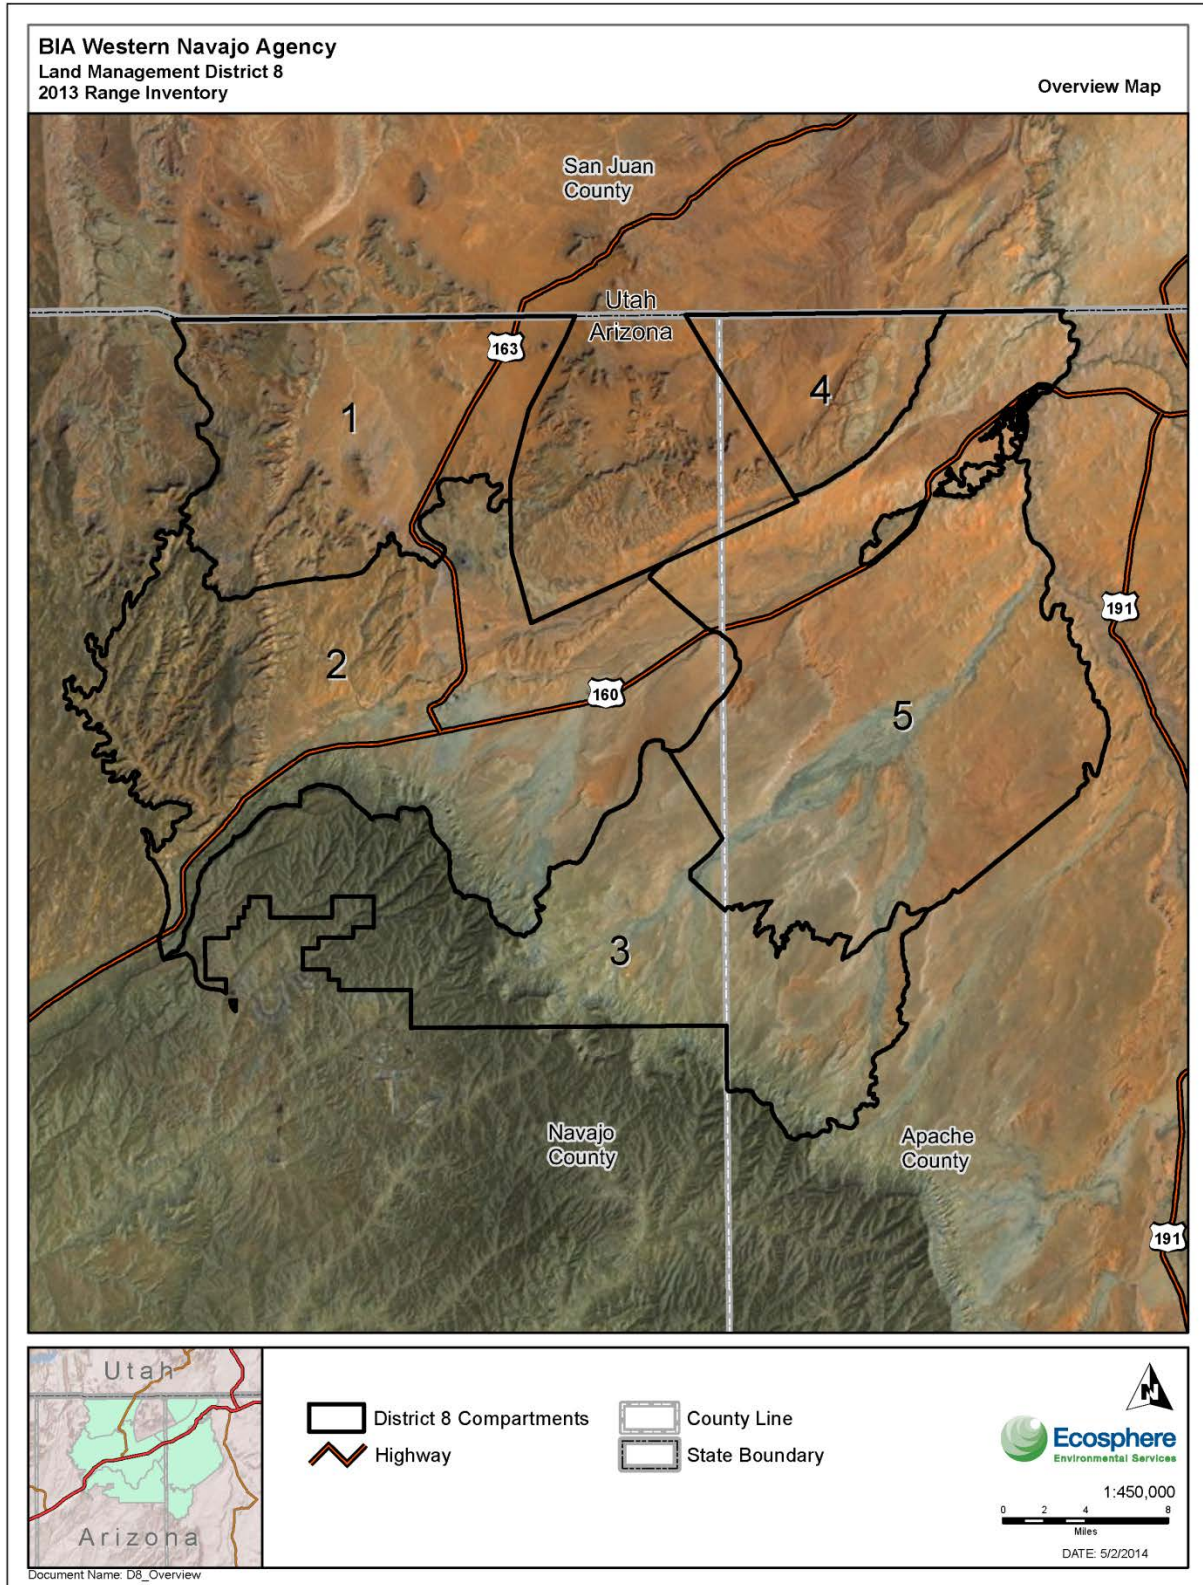 BIA Western Navajo Agency
Land Management District 8
2013 Range Inventory
Overview Map
San Juan
County
Utah
Arizona
163
1
4
191
2
160
5
3
Navajo
County
Apache
County
191
Utah
Arizona
District 8 Compartments
Highway
County Line
State Boundary
N
Ecosphere
Environmental Services
1:450,000
0 2 4 8
Miles
DATE: 5/2/2014
Document Name: D8_Overview